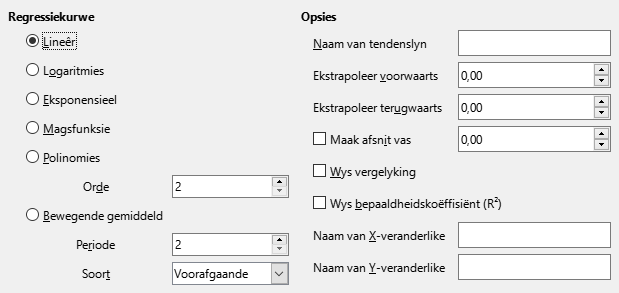 Regressiekurwe
Lineêr
Logaritmies
Eksponensieel
Magsfunksie
Polinomies
Orde 2
Bewegende gemiddeld
Periode 2
Soort Voorafgaande
Opsies
Naam van tendenslyn
Ekstrapoleer voorwaarts 0,00
Ekstrapoleer terugwaarts 0,00
Maak afsnit vas 0,00
Wys vergelyking
Wys bepaaldheidskoëffisiënt (R²)
Naam van X-veranderlike
Naam van Y-veranderlike